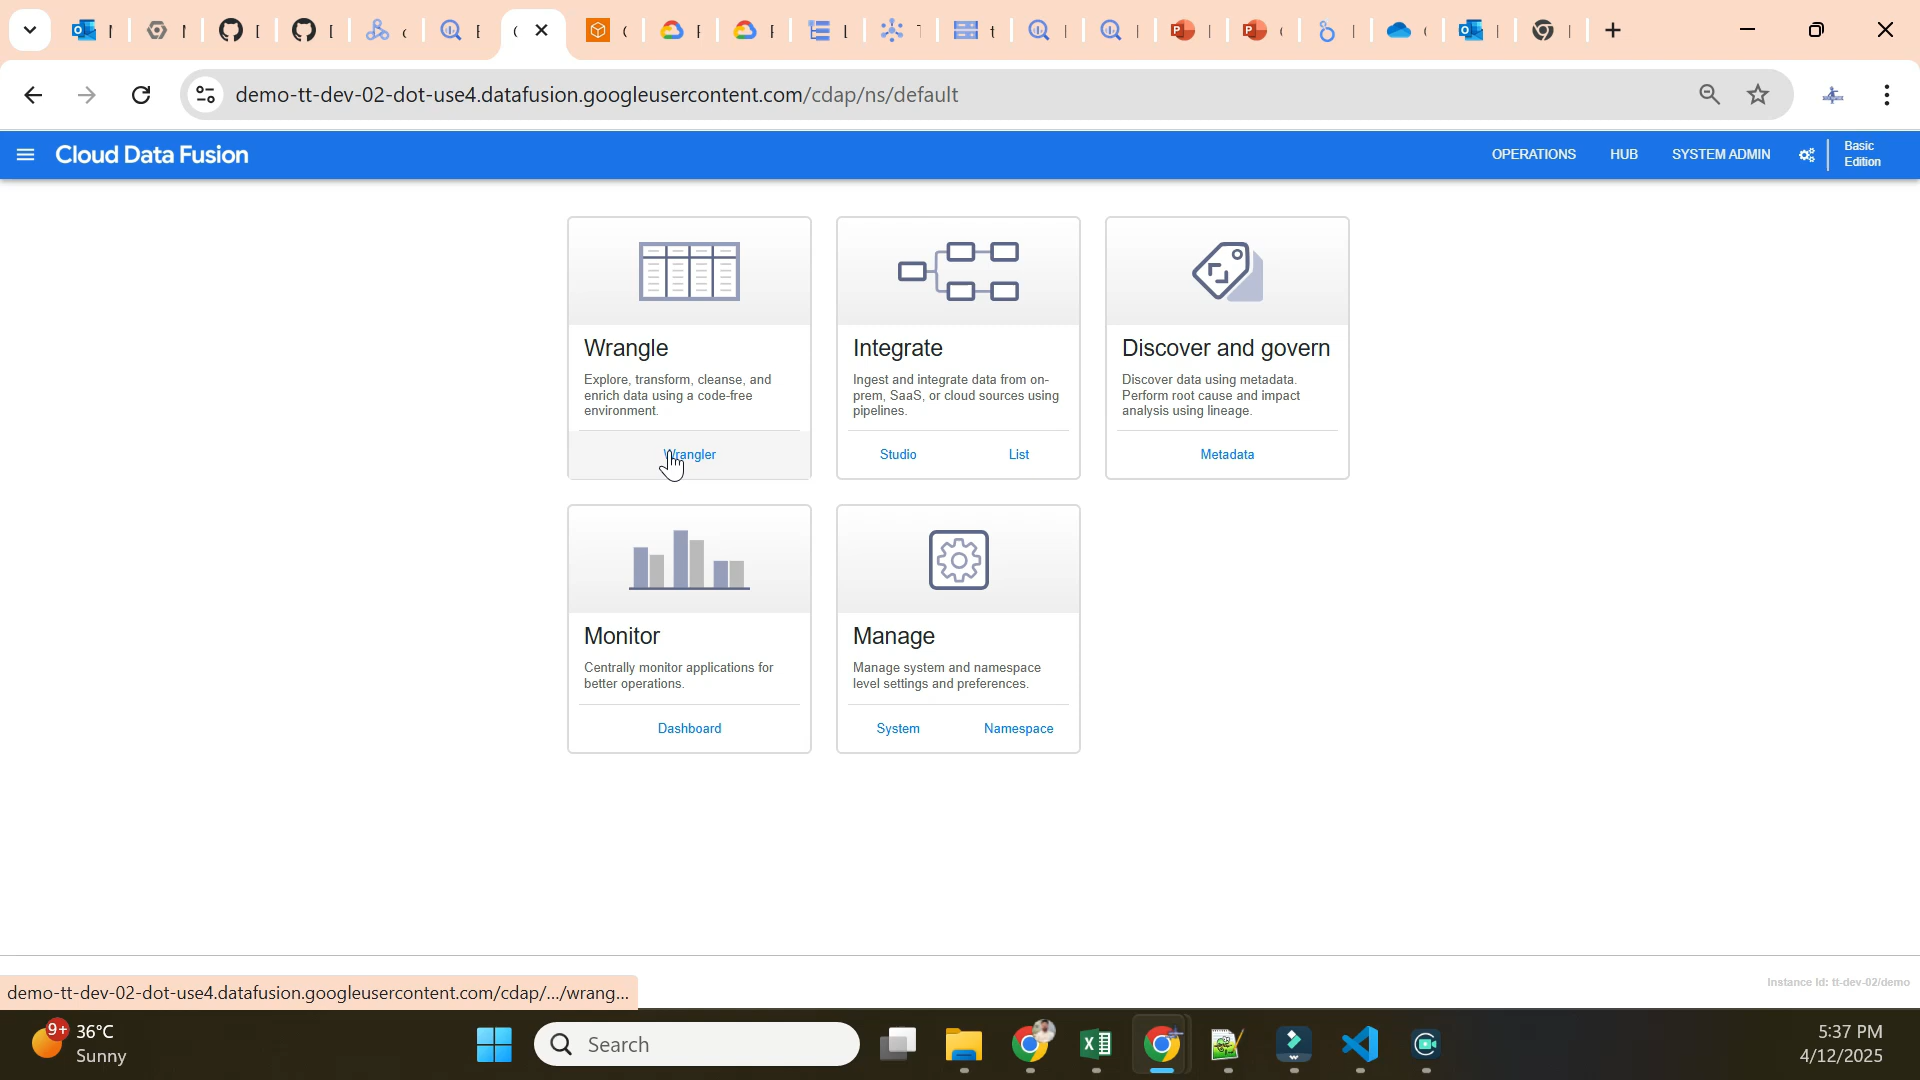 demo-tt-dev-02-dot-use4.datafusion.googleusercontent.com/cdap/ns/default
Cloud Data Fusion
OPERATIONS
HUB
SYSTEM ADMIN
Basic
Edition
Wrangle
Explore, transform, cleanse, and
enrich data using a code-free
environment.
Wrangler
Integrate
Ingest and integrate data from on-
prem, SaaS, or cloud sources using
pipelines.
Studio
List
Discover and govern
Discover data using metadata.
Perform root cause and impact
analysis using lineage.
Metadata
Monitor
Centrally monitor applications for
better operations.
Dashboard
Manage
Manage system and namespace
level settings and preferences.
System
Namespace
Instance Id: tt-dev-02/demo
demo-tt-dev-02-dot-use4.datafusion.googleusercontent.com/cdap/.../wrang...
9+
36°C
Sunny
Search
5:37 PM
4/12/2025